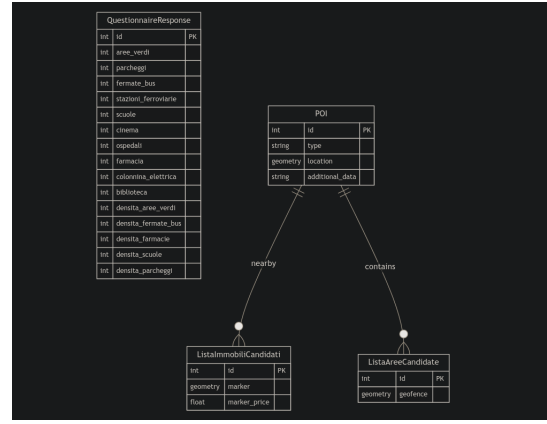 QuestionnaireResponse
int id PK
int aree_verdi
int parcheggi
int fermate_bus
int stazioni_ferroviarie
int scuole
int cinema
int ospedali
int farmacia
int colonnina_elettrica
int biblioteca
int densita_aree_verdi
int densita_fermate_bus
int densita_farmacie
int densita_scuole
int densita_parcheggi
POI
int id PK
string type
geometry location
string additional_data
nearby
contains
ListaImmobiliCandidati
int id PK
geometry marker
float marker_price
ListaAreeCandidate
int id PK
geometry geofence